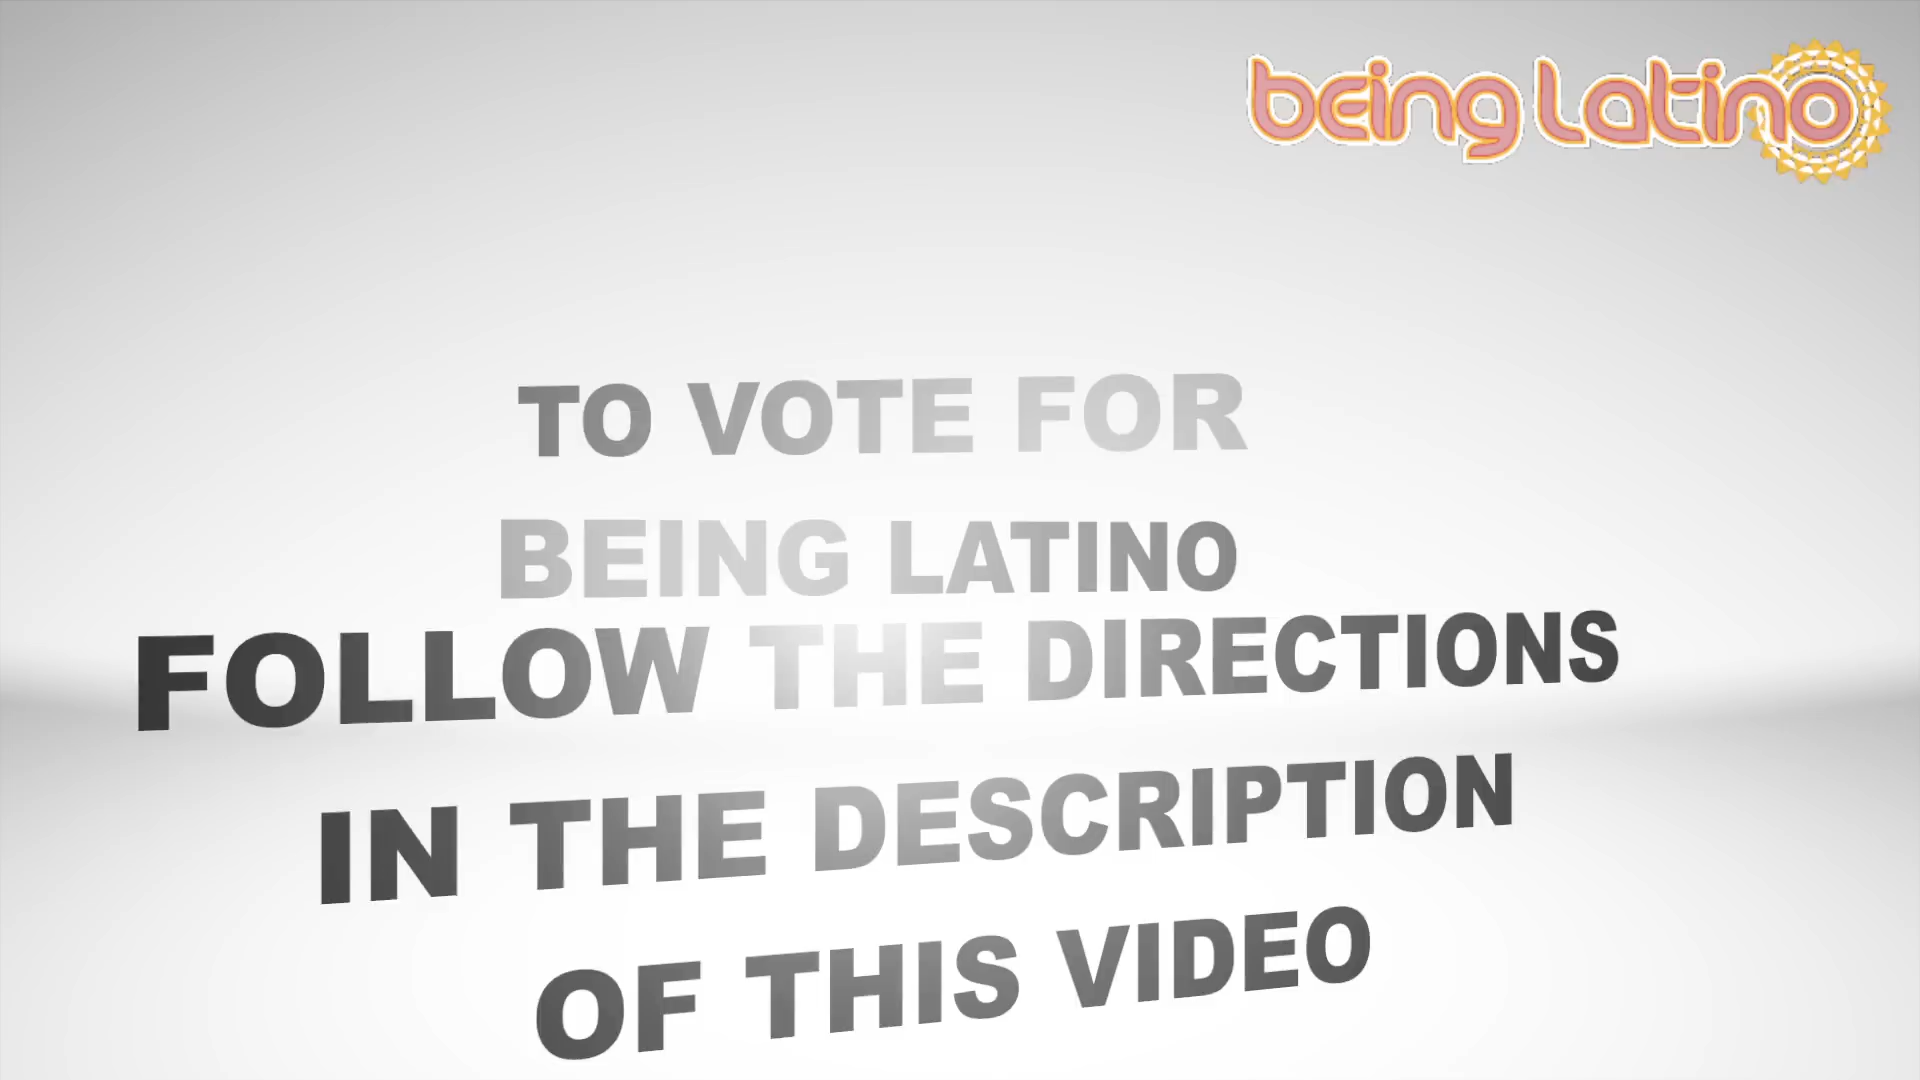 being Latino
TO VOTE FOR
BEING LATINO
FOLLOW THE DIRECTIONS
IN THE DESCRIPTION
OF THIS VIDEO